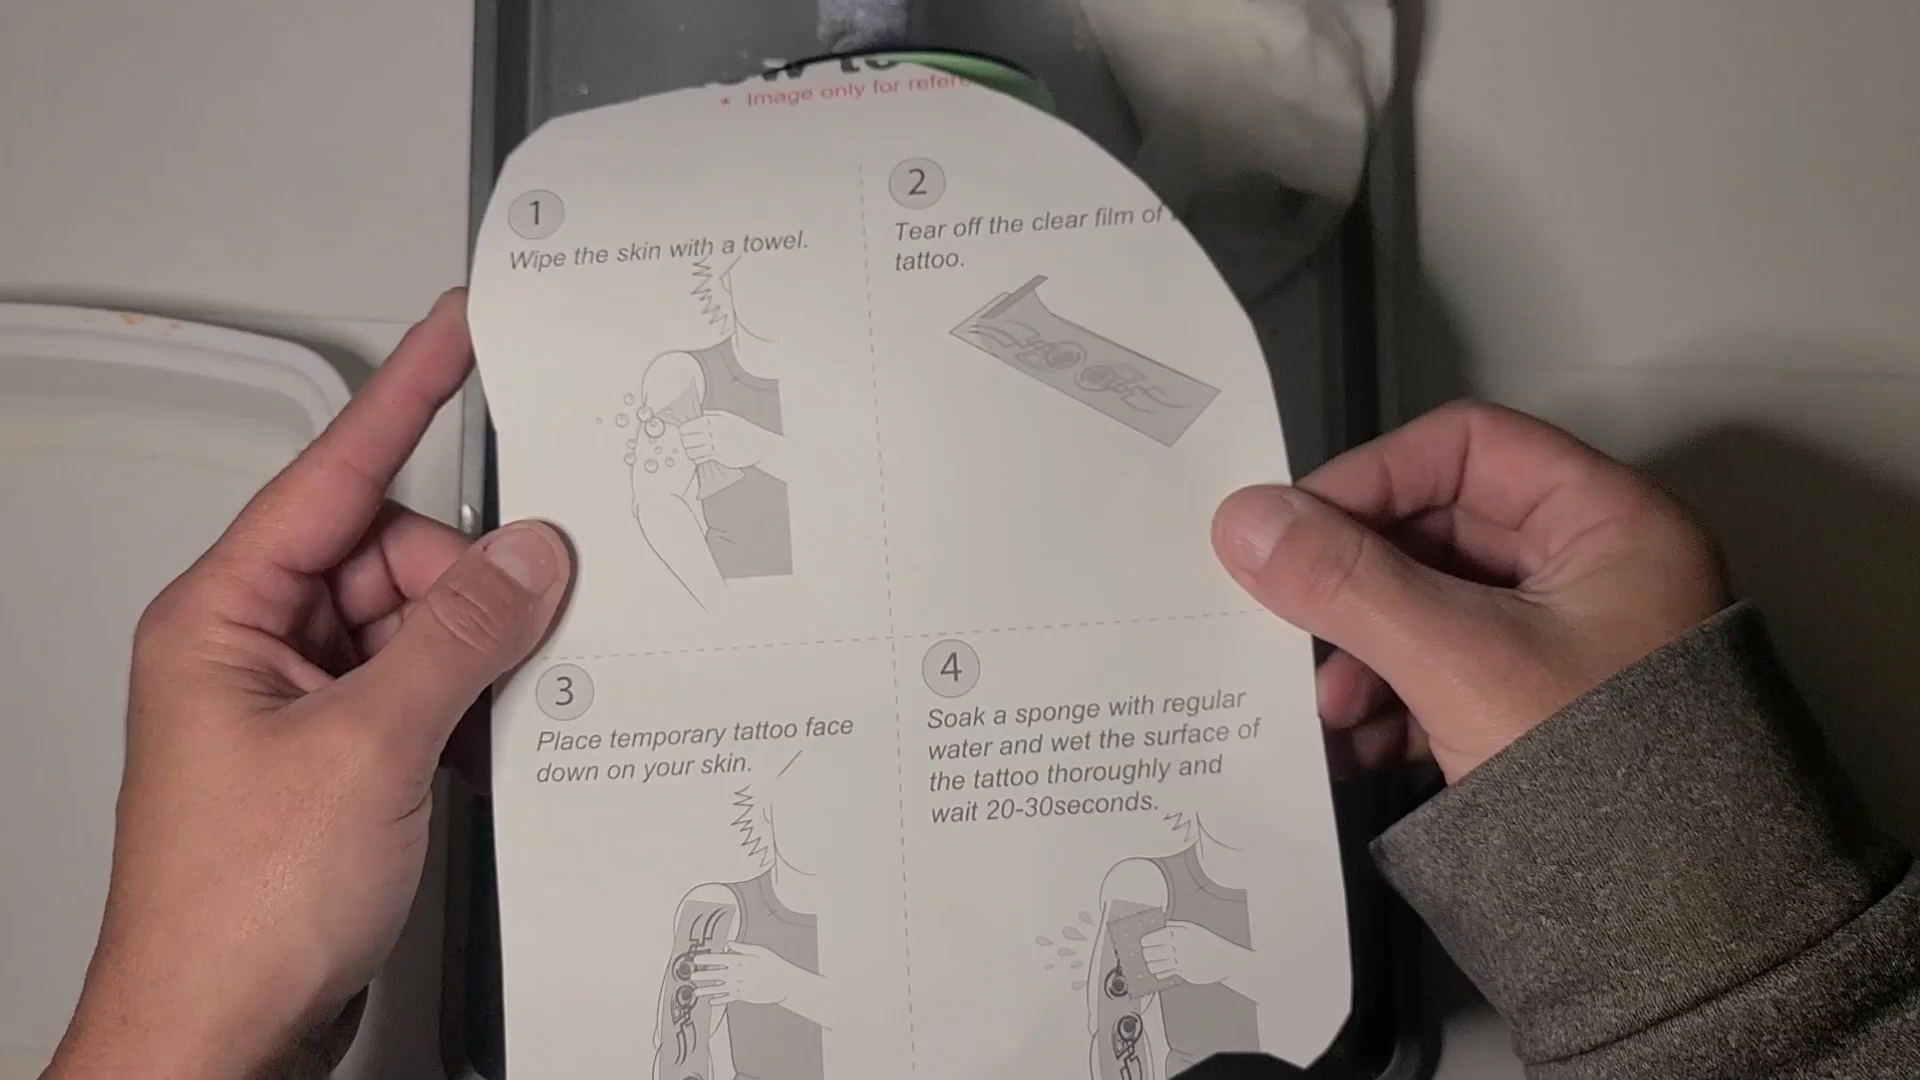 * Image only for
1
Wipe the skin with a towel.
2
Tear off the clear film of
tattoo.
3
Place temporary tattoo face
down on your skin.
4
Soak a sponge with regular
water and wet the surface of
the tattoo thoroughly and
wait 20-30seconds.